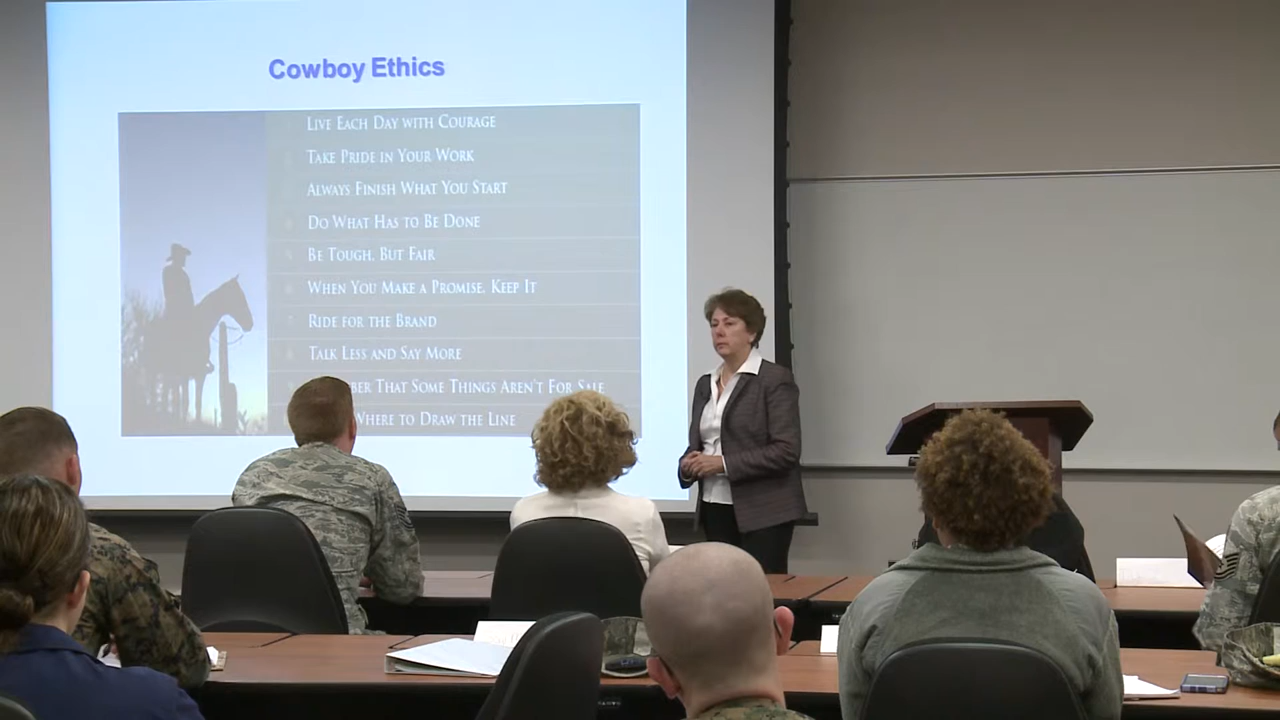 Cowboy Ethics
LIVE EACH DAY WITH COURAGE
TAKE PRIDE IN YOUR WORK
ALWAYS FINISH WHAT YOU START
DO WHAT HAS TO BE DONE
BE TOUGH, BUT FAIR
WHEN YOU MAKE A PROMISE, KEEP IT
RIDE FOR THE BRAND
TALK LESS AND SAY MORE
BER THAT SOME THINGS AREN'T FOR SALE
WHERE TO DRAW THE LINE